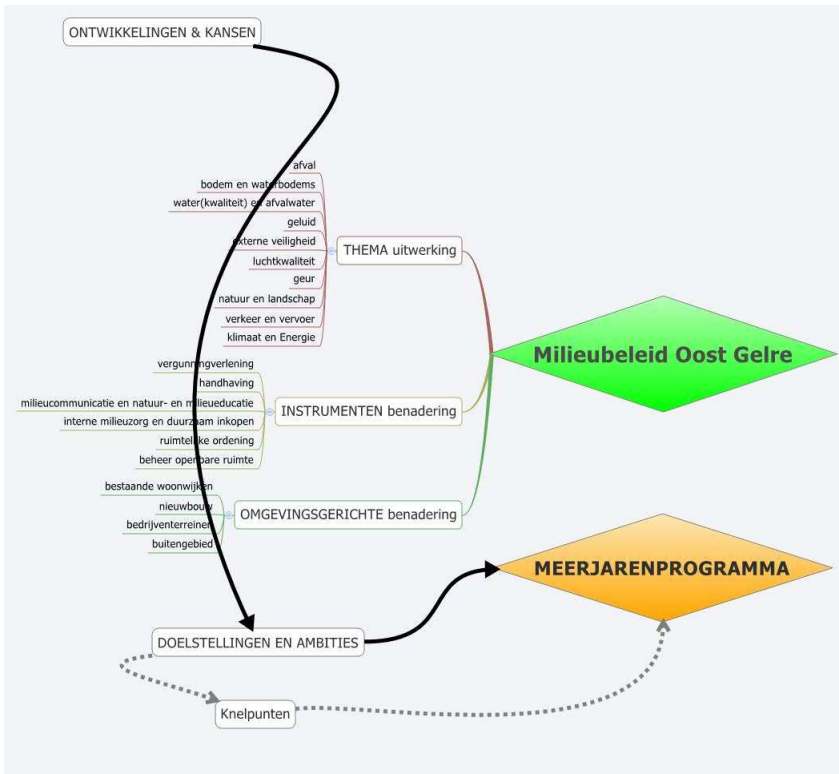 ONTWIKKELINGEN & KANSEN
afval
bodem en waterbodems
water(kwaliteit) en afvalwater
geluid
externe veiligheid
luchtkwaliteit
geur
natuur en landschap
verkeer en vervoer
klimaat en Energie
THEMA uitwerking
Milieubeleid Oost Gelre
vergunningverlening
handhaving
milieucommunicatie en natuur- en milieueducatie
interne milieuzorg en duurzaam inkopen
ruimtelijke ordening
beheer openbare ruimte
INSTRUMENTEN benadering
bestaande woonwijken
nieuwbouw
bedrijventerreinen
buitengebied
OMGEVINGSGERICHTE benadering
MEERJARENPROGRAMMA
DOELSTELLINGEN EN AMBITIES
Knelpunten